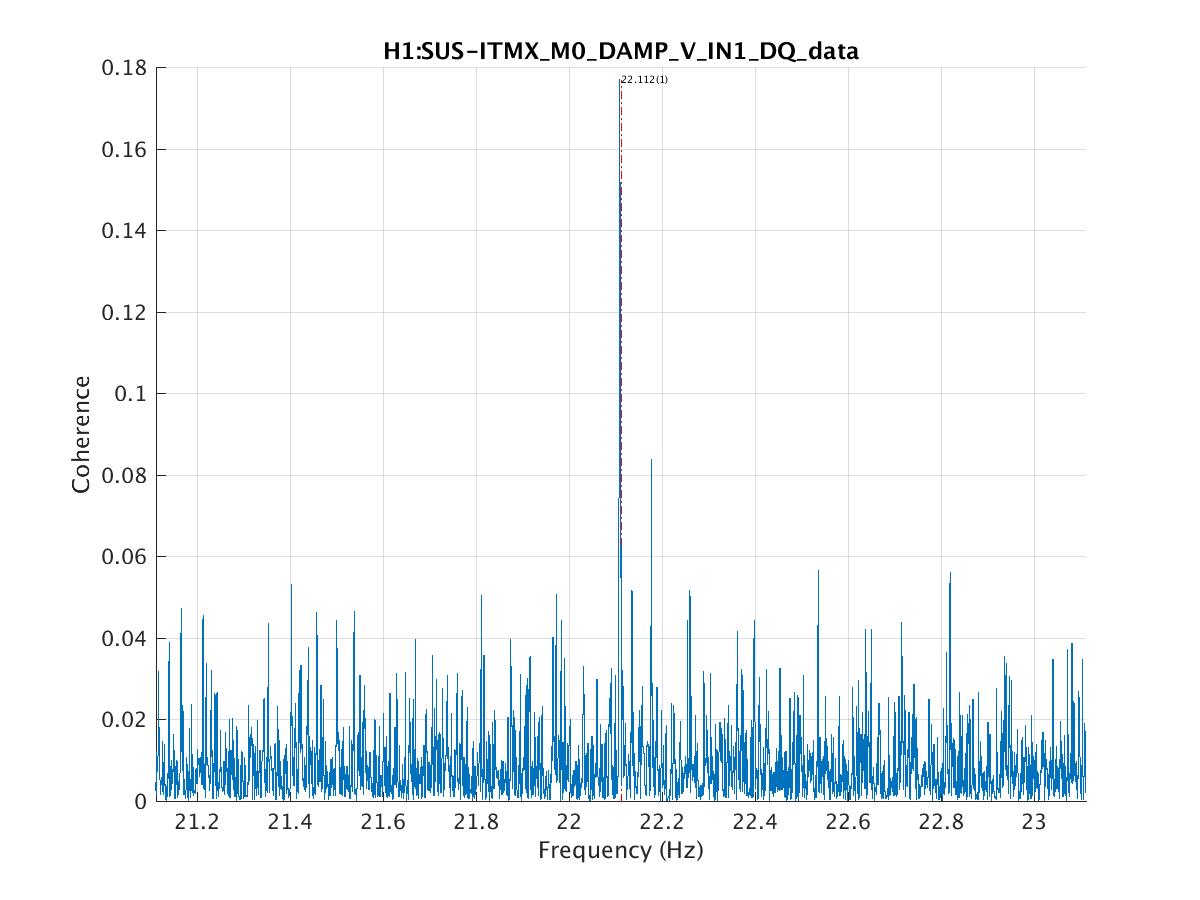 H1:SUS-ITMX_M0_DAMP_V_IN1_DQ_data
22.112(1)
0.18
0.16
0.14
0.12
0.1
0.08
0.06
0.04
0.02
0
Coherence
21.2 21.4 21.6 21.8 22 22.2 22.4 22.6 22.8 23
Frequency (Hz)